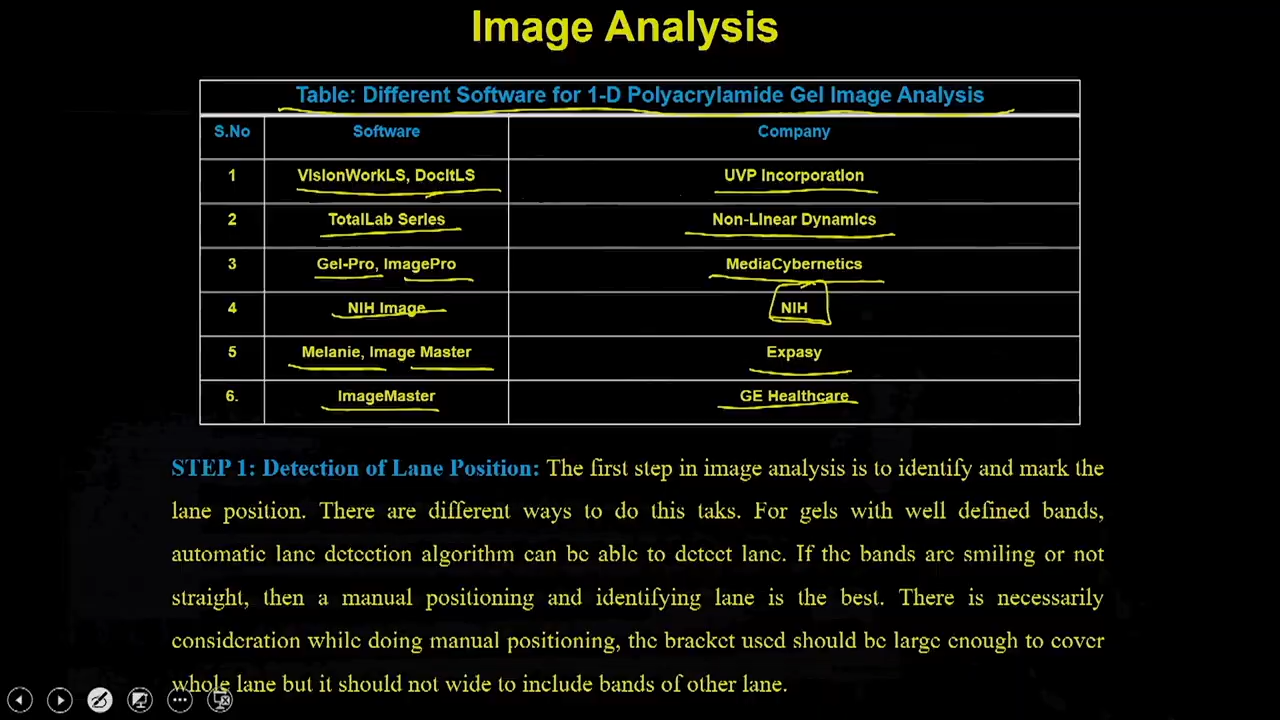 Image Analysis
Table: Different Software for 1-D Polyacrylamide Gel Image Analysis
S.No Software Company
1 VisionWorkLS, DocItLS UVP Incorporation
2 TotalLab Series Non-Linear Dynamics
3 Gel-Pro, ImagePro MediaCybernetics
4 NIH Image NIH
5 Melanie, Image Master Expasy
6. ImageMaster GE Healthcare
STEP 1: Detection of Lane Position: The first step in image analysis is to identify and mark the
lane position. There are different ways to do this taks. For gels with well defined bands,
automatic lane detection algorithm can be able to detect lane. If the bands are smiling or not
straight, then a manual positioning and identifying lane is the best. There is necessarily
consideration while doing manual positioning, the bracket used should be large enough to cover
whole lane but it should not wide to include bands of other lane.